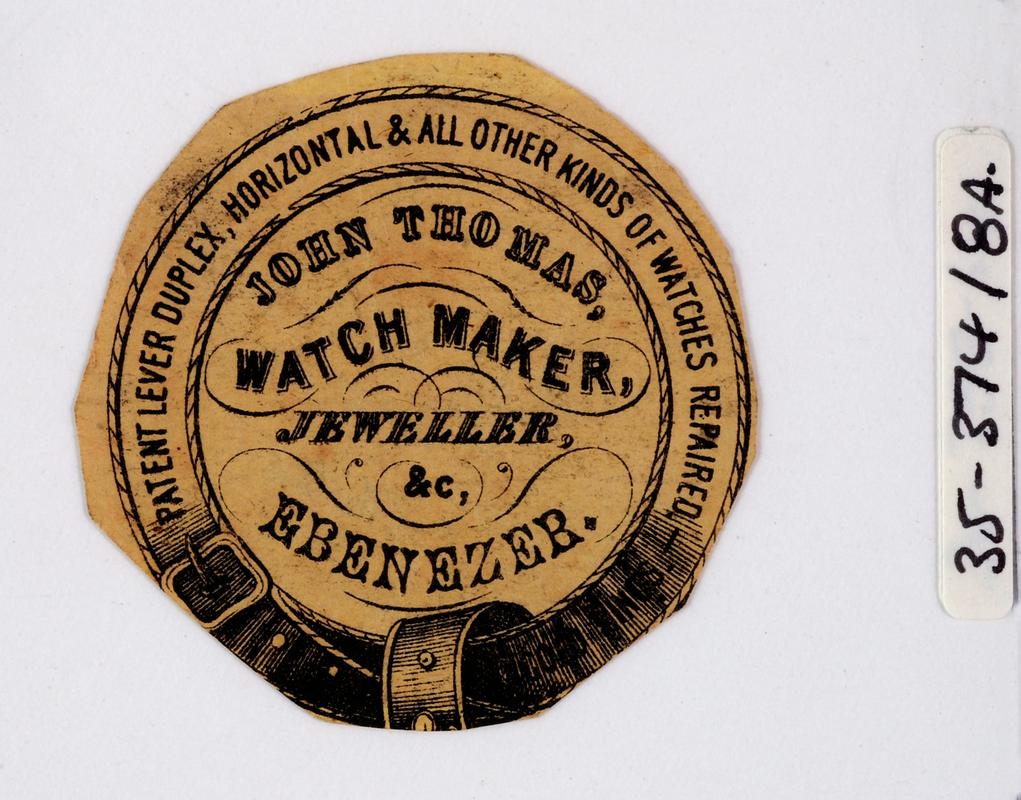 PATENT LEVER DUPLEX, HORIZONTAL & ALL OTHER KINDS OF WATCHES REPAIRED
JOHN THOMAS,
WATCH MAKER,
JEWELLER,
&c,
EBENEZER.
35-374/8A.